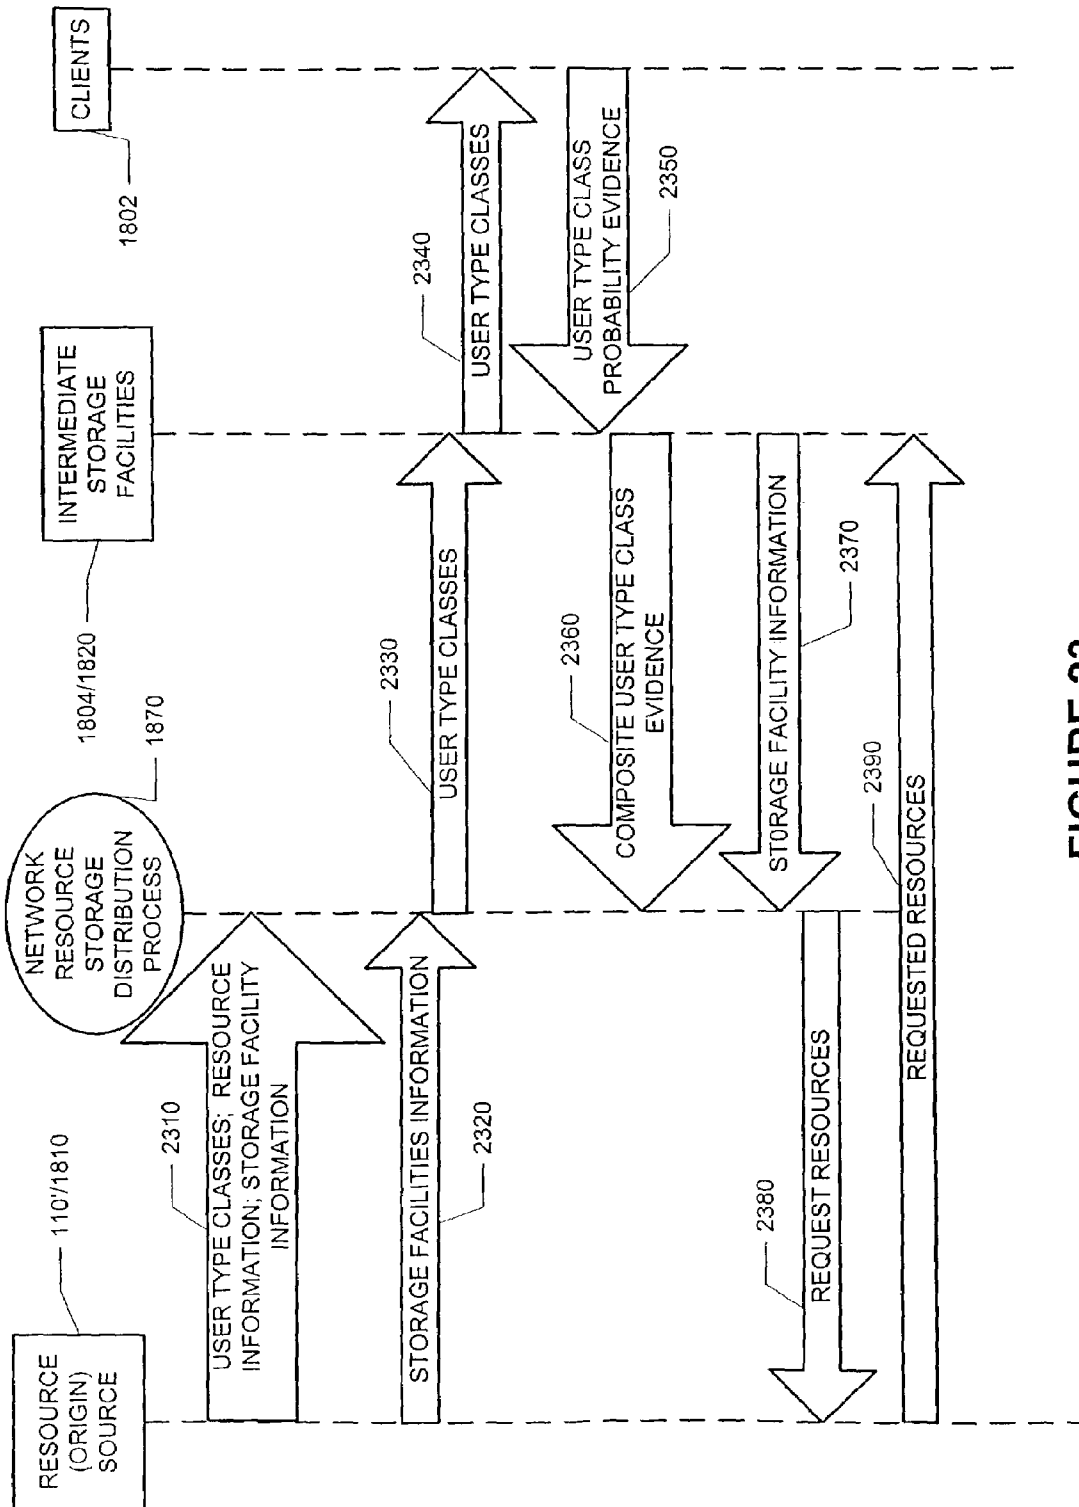 RESOURCE
(ORIGIN)
SOURCE
110'/1810
NETWORK
RESOURCE
STORAGE
DISTRIBUTION
PROCESS
1870
INTERMEDIATE
STORAGE
FACILITIES
1804/1820
CLIENTS
1802
2310
USER TYPE CLASSES; RESOURCE
INFORMATION; STORAGE FACILITY
INFORMATION
STORAGE FACILITIES INFORMATION
2320
2330
USER TYPE CLASSES
2340
USER TYPE CLASSES
USER TYPE CLASS
PROBABILITY EVIDENCE
2350
2360
COMPOSITE USER TYPE CLASS
EVIDENCE
STORAGE FACILITY INFORMATION
2370
2380
REQUEST RESOURCES
2390
REQUESTED RESOURCES
FIGURE